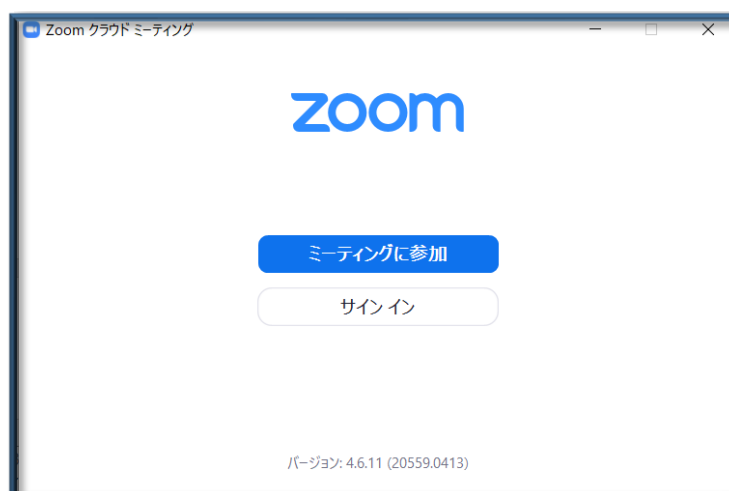 Zoom クラウド ミーティング
zoom
ミーティングに参加
サイン イン
バージョン: 4.6.11 (20559.0413)